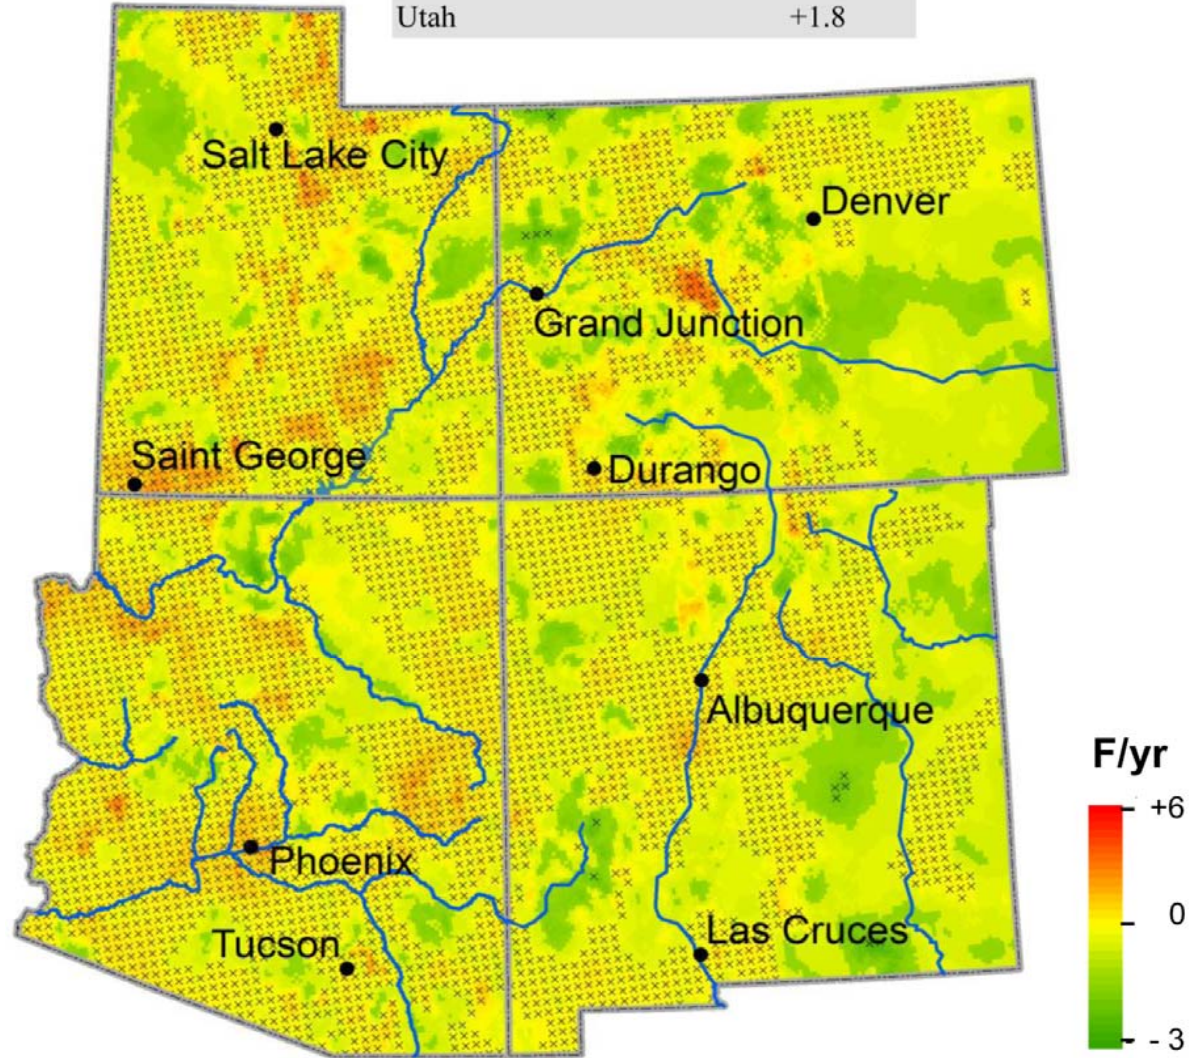 Utah +1.8
Salt Lake City
Denver
Grand Junction
Saint George
Durango
Albuquerque
F/yr
+6
Phoenix
0
Las Cruces
Tucson
- 3